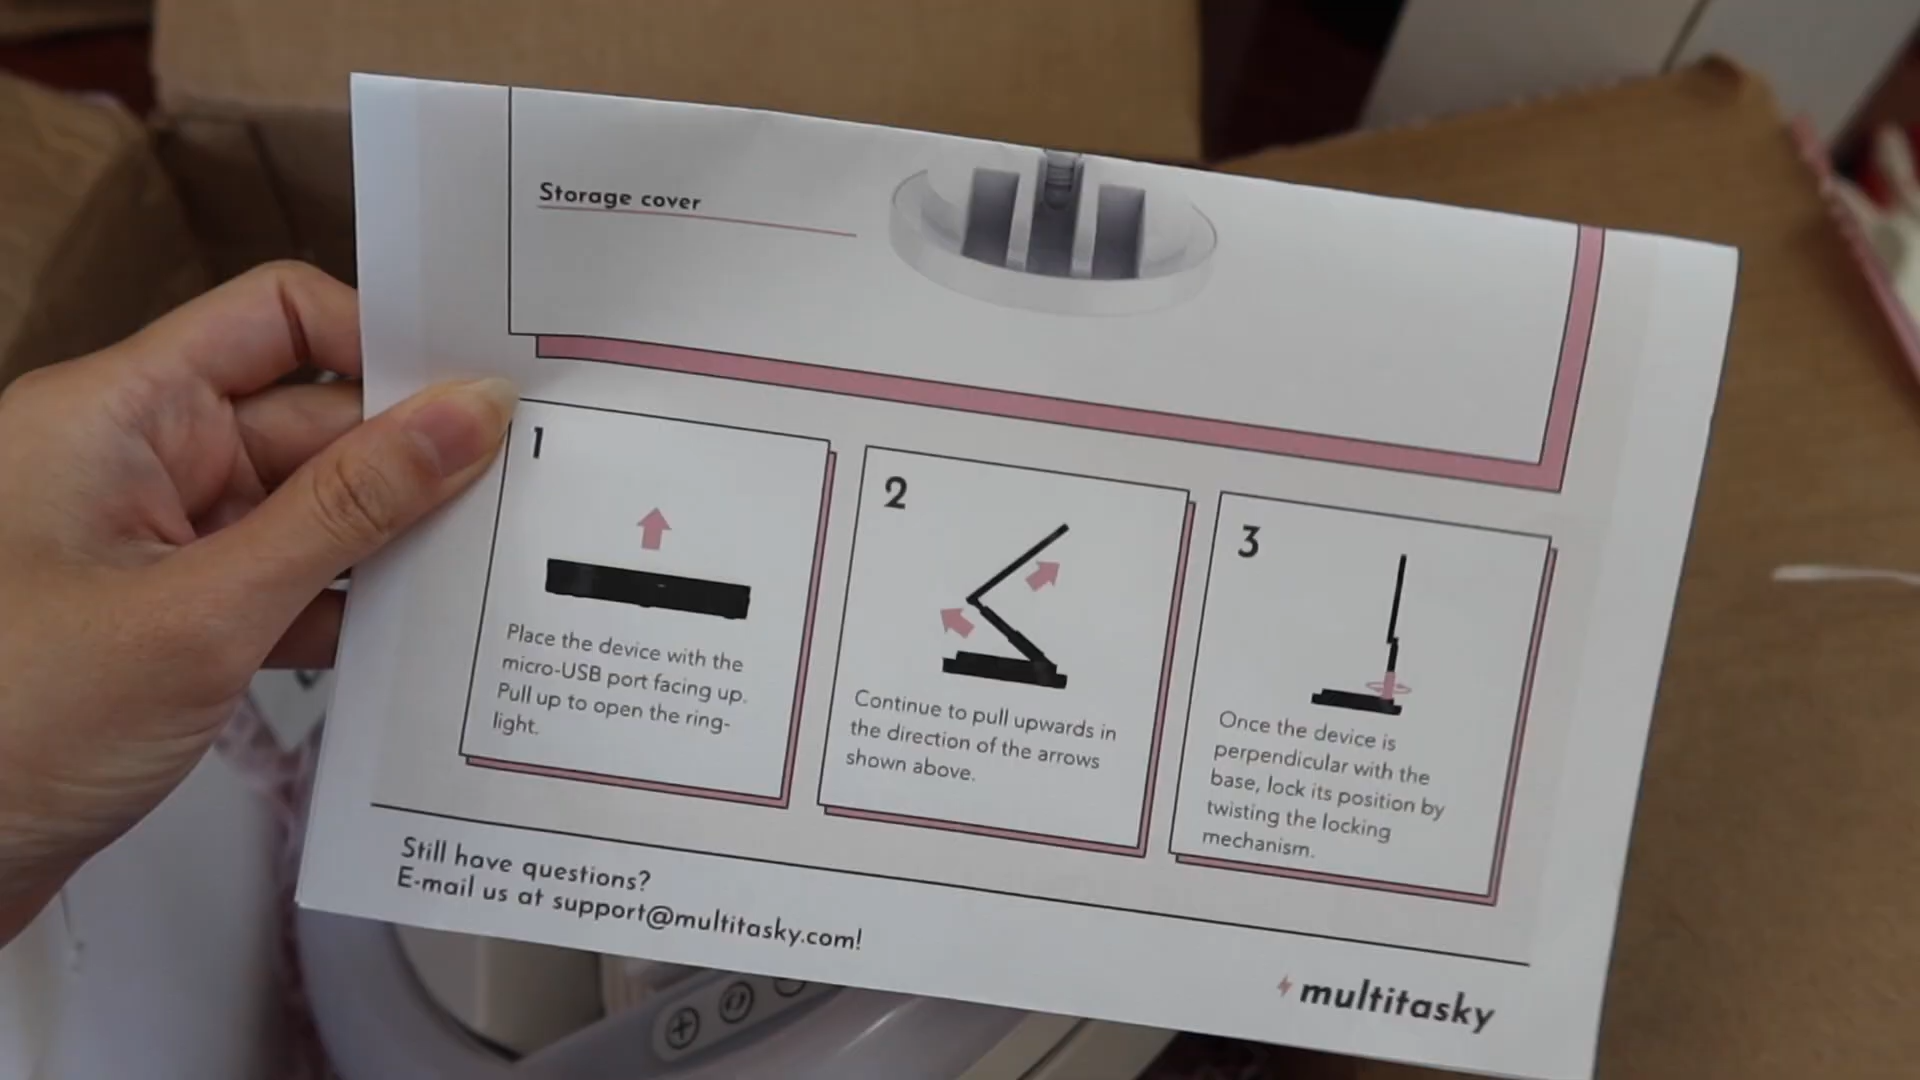 Storage cover
1
Place the device with the
micro-USB port facing up.
Pull up to open the ring-
light.
2
Continue to pull upwards in
the direction of the arrows
shown above.
3
Once the device is
perpendicular with the
base, lock its position by
twisting the locking
mechanism.
Still have questions?
E-mail us at support@multitasky.com!
multitasky